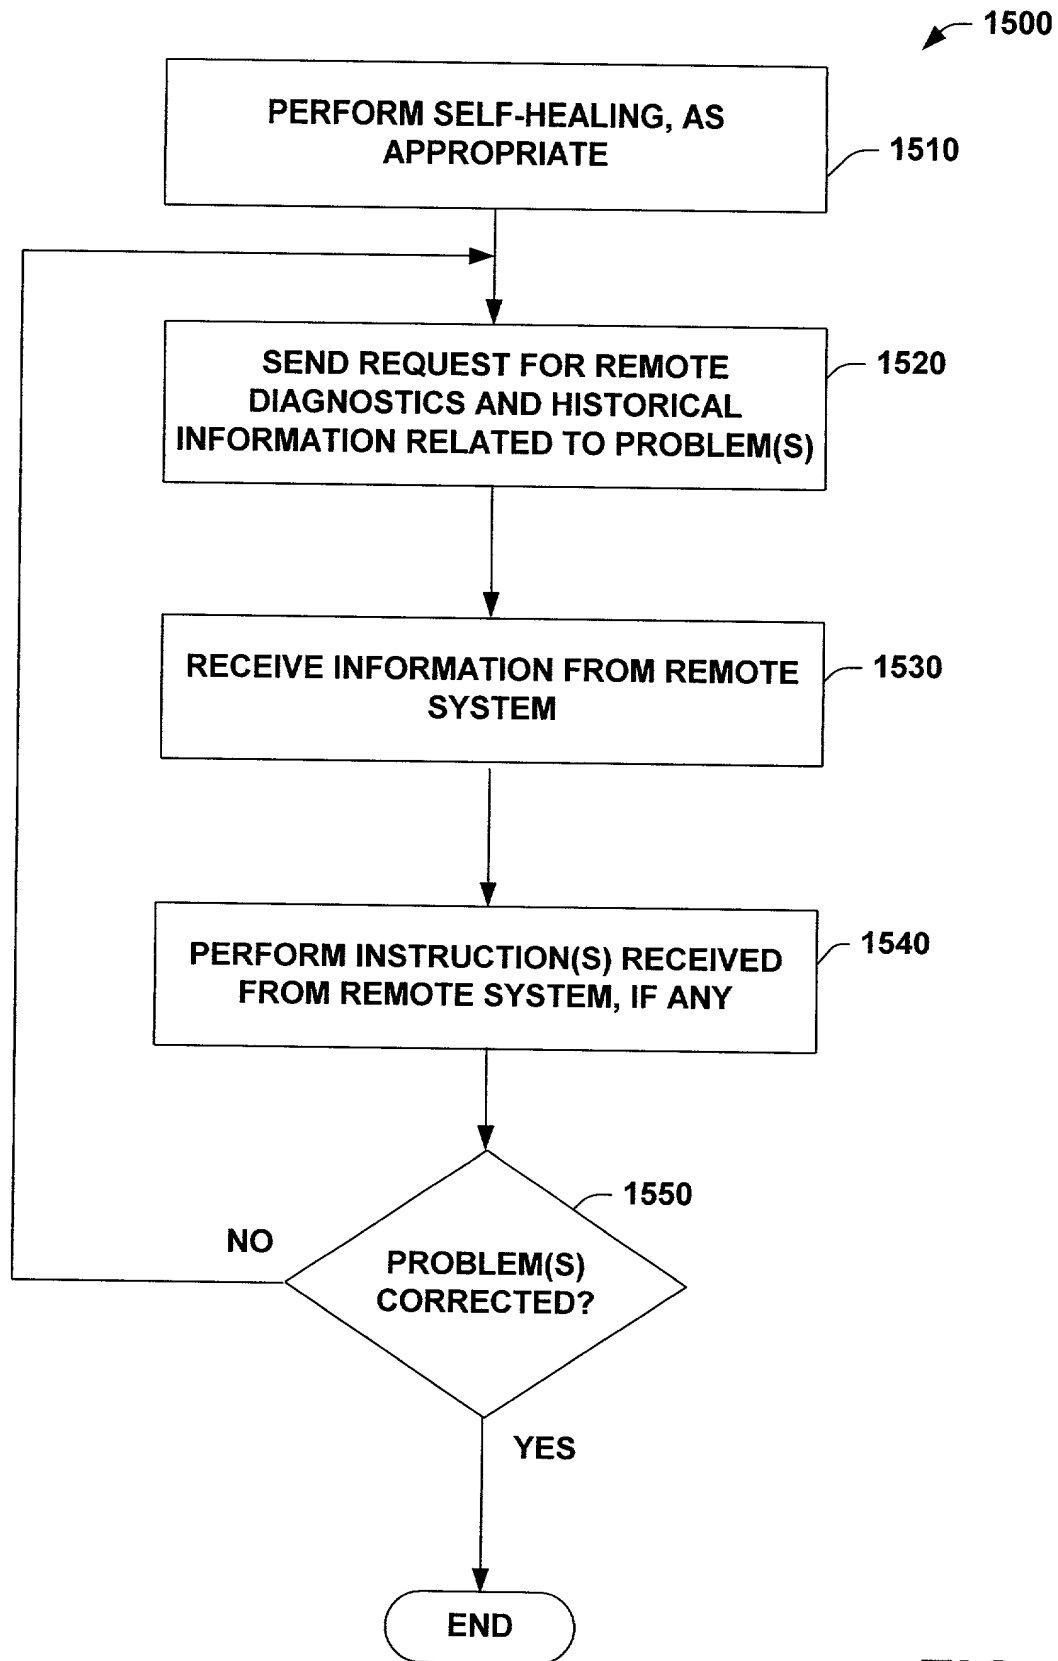 1500
PERFORM SELF-HEALING, AS
APPROPRIATE
1510
SEND REQUEST FOR REMOTE
DIAGNOSTICS AND HISTORICAL
INFORMATION RELATED TO PROBLEM(S)
1520
RECEIVE INFORMATION FROM REMOTE
SYSTEM
1530
PERFORM INSTRUCTION(S) RECEIVED
FROM REMOTE SYSTEM, IF ANY
1540
1550
NO
PROBLEM(S)
CORRECTED?
YES
END